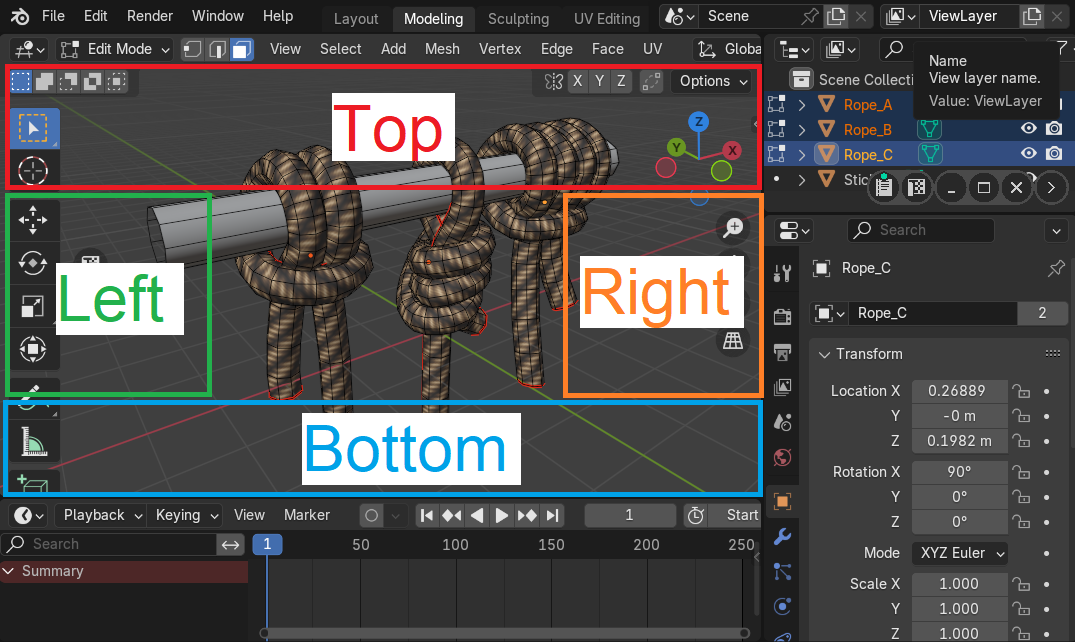 File Edit Render Window Help Layout Modeling Sculpting UV Editing Scene ViewLayer
Edit Mode View Select Add Mesh Vertex Edge Face UV Globa
X Y Z Options
Name
View layer name.
Value: ViewLayer
Scene Collecti
Rope_A
Rope_B
Rope_C
Stic
Top
Z
Y
X
Left
Right
Bottom
Search
Rope_C
Rope_C 2
Transform
Location X 0.26889
Y -0 m
Z 0.1982 m
Rotation X 90°
Y 0°
Z 0°
Mode XYZ Euler
Scale X 1.000
Y 1.000
Z 1.000
Playback Keying View Marker 1 Start
Search 1 50 100 150 200 250
Summary